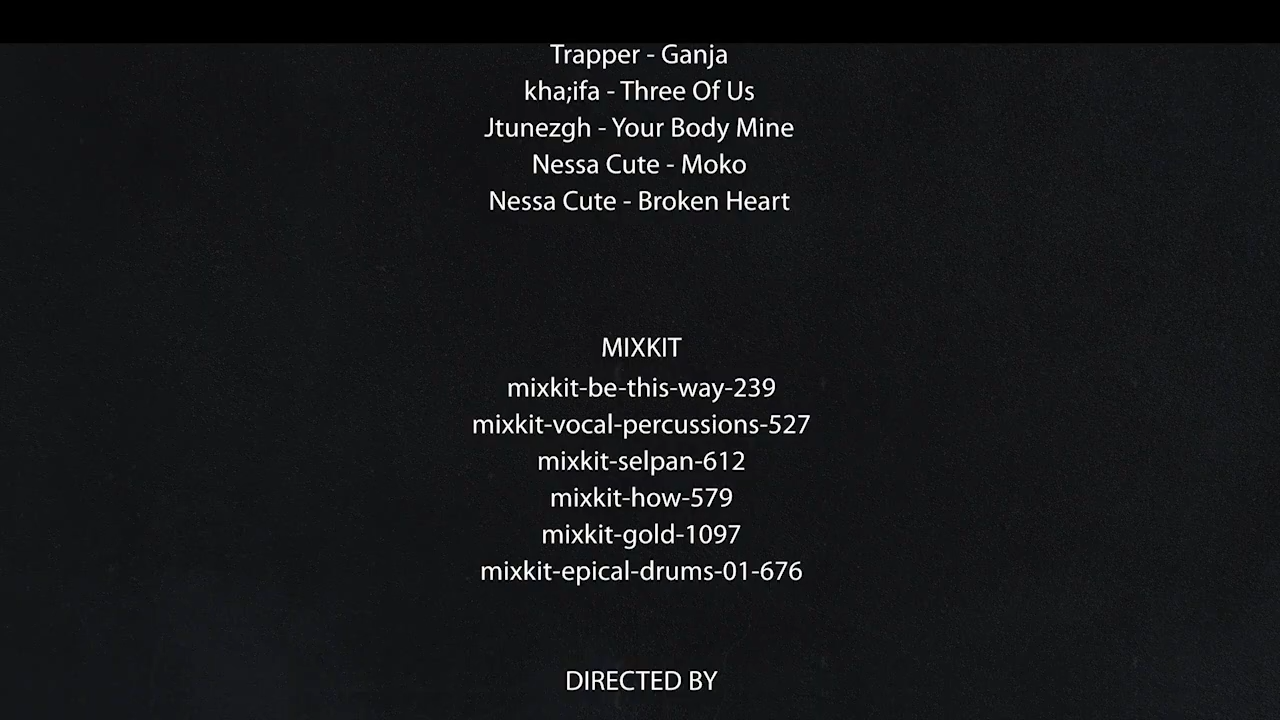 Trapper - Ganja
kha;ifa - Three Of Us
Jtunezgh - Your Body Mine
Nessa Cute - Moko
Nessa Cute - Broken Heart
MIXKIT
mixkit-be-this-way-239
mixkit-vocal-percussions-527
mixkit-selpan-612
mixkit-how-579
mixkit-gold-1097
mixkit-epical-drums-01-676
DIRECTED BY